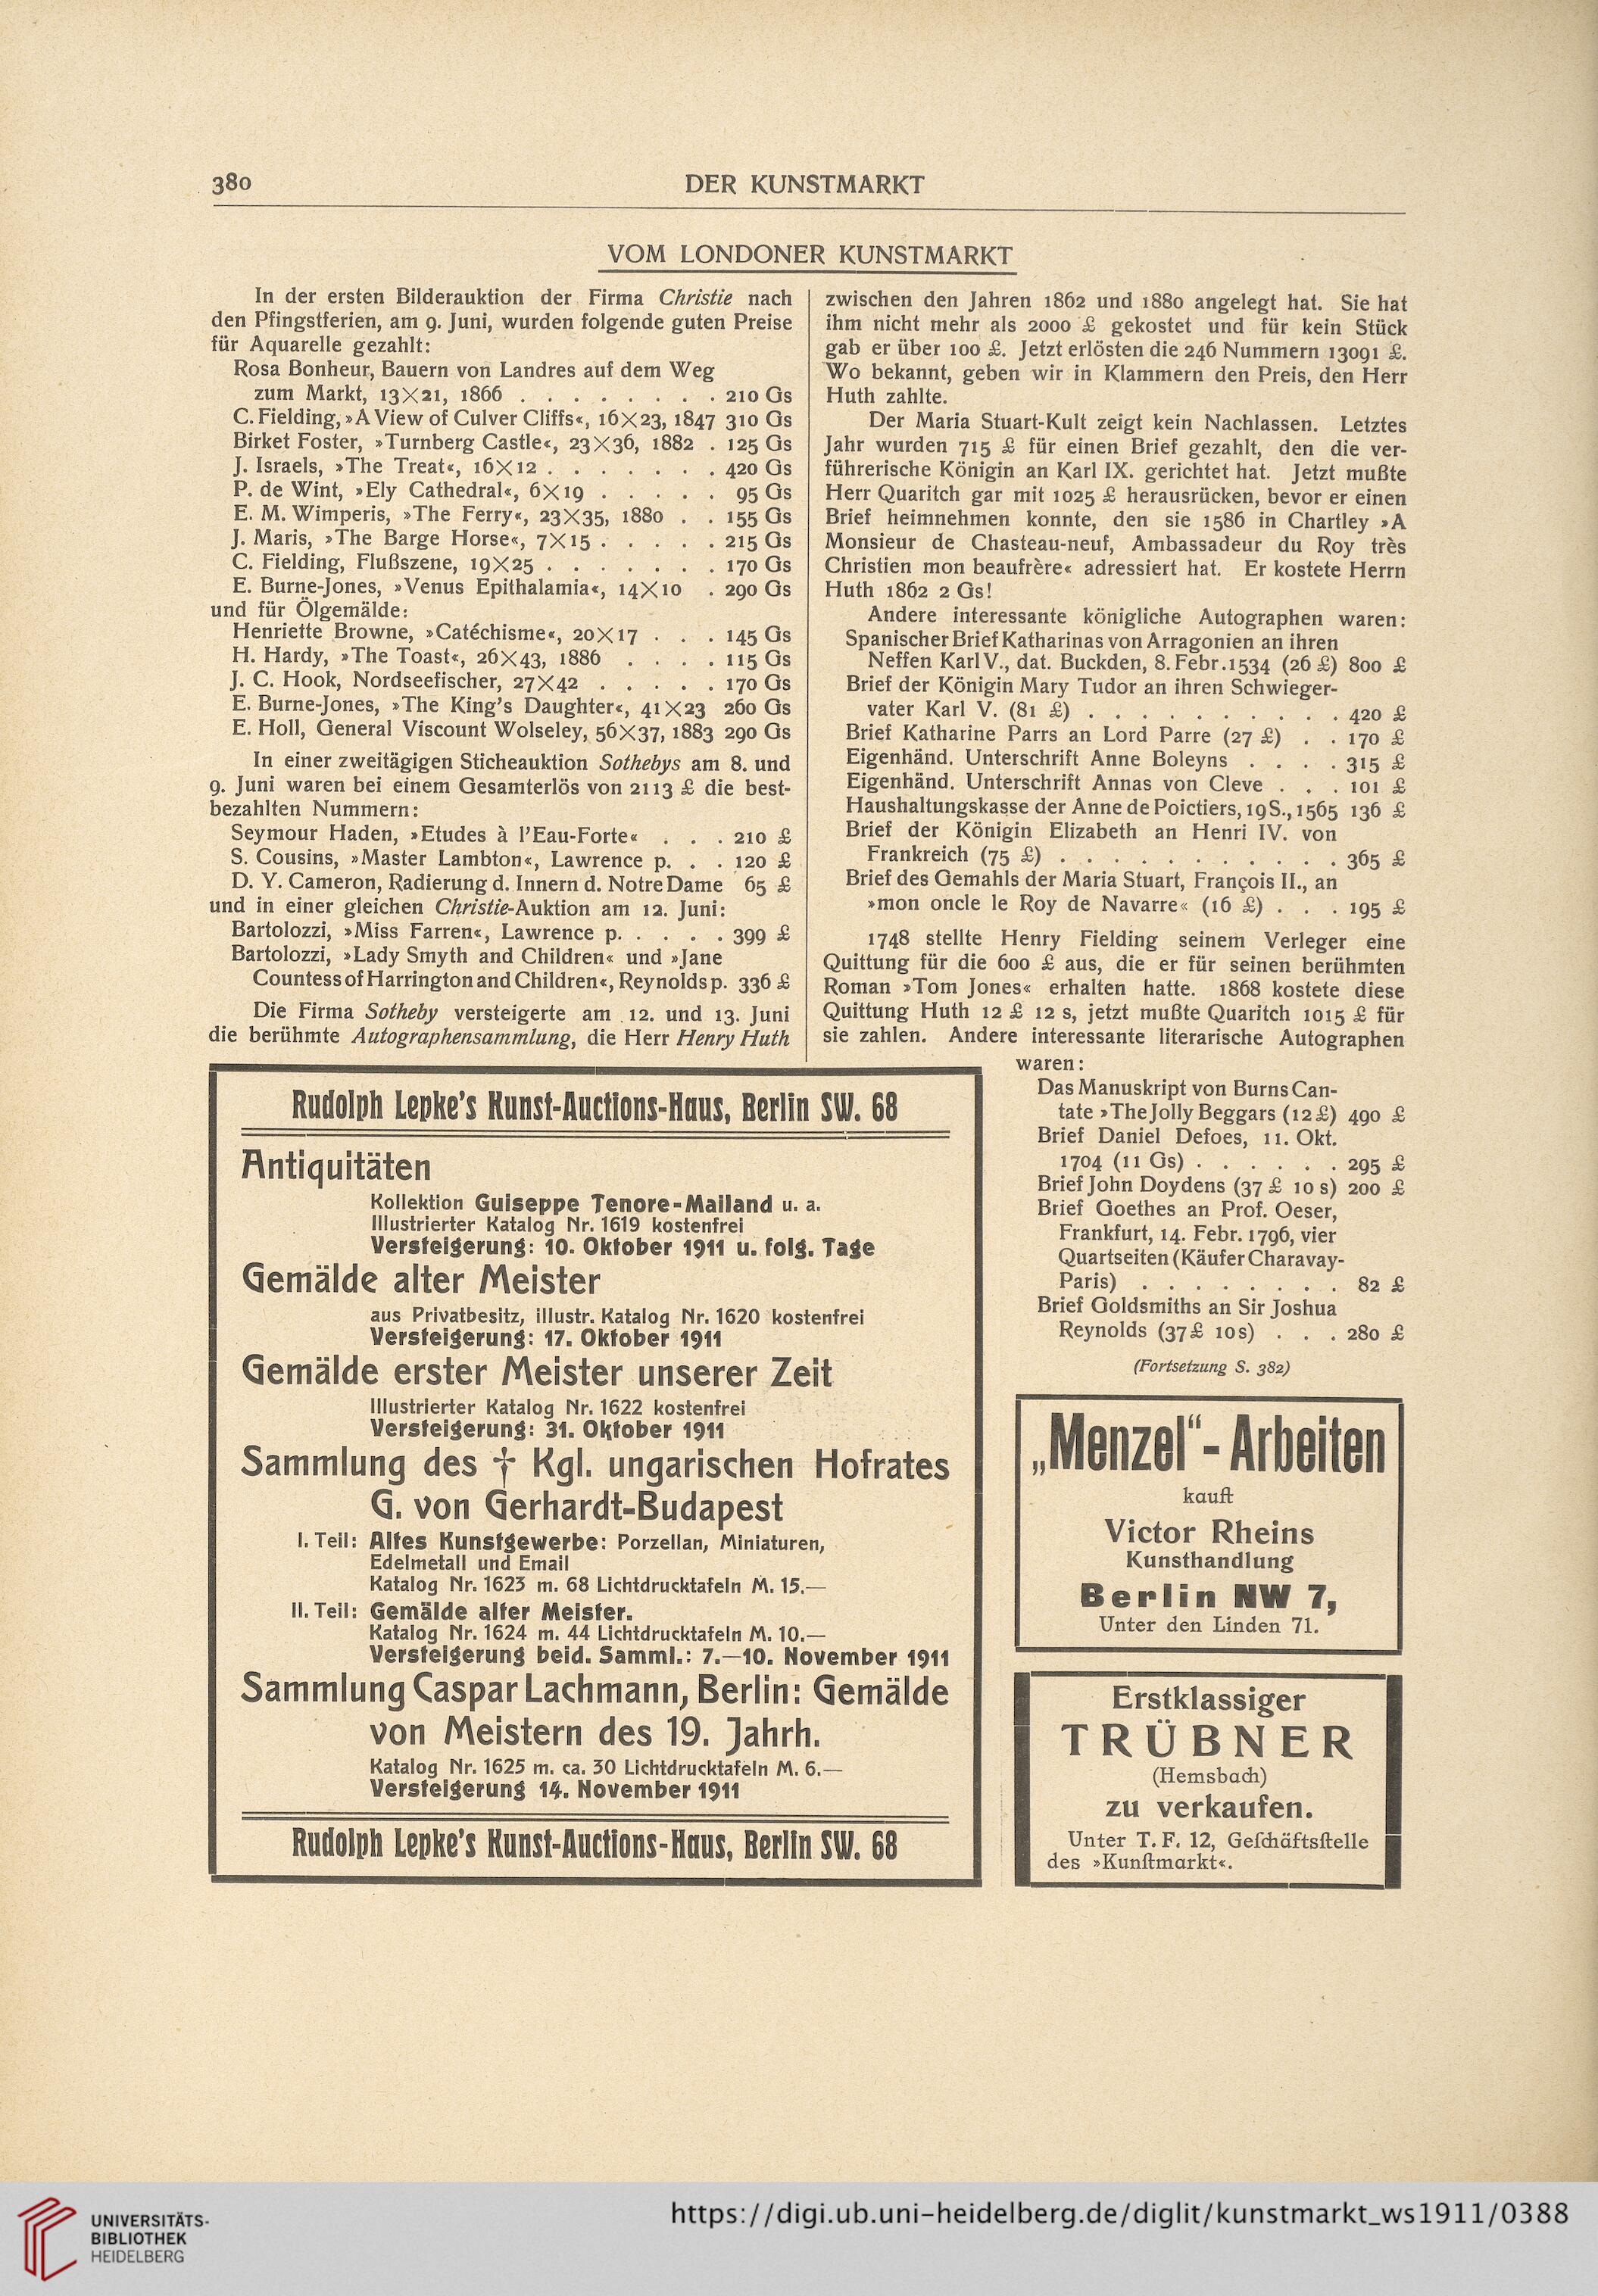 380
DER KUNSTMARKT
VOM LONDONER KUNSTMARKT
In der ersten Bilderauktion der Firma Christie nach
den Pfingstferien, am 9. Juni, wurden folgende guten Preise
für Aquarelle gezahlt:
Rosa Bonheur, Bauern von Landres auf dem Weg
zum Markt, 13×21, 1866 . . . . . . . . 210 Gs
C. Fielding, »A View of Culver Cliffs«, 16×23, 1847 310 Gs
Birket Foster, »Turnberg Castle«, 23×36, 1882 . 125 Gs
J. Israels, »The Treat«, 16×12 . . . . . . . 420 Gs
P. de Wint, »Ely Cathedral«, 6×19 . . . . . 95 Gs
E. M. Wimperis, »The Ferry«, 23×35, 1880 . . 155 Gs
J. Maris, »The Barge Horse«, 7×15 . . . . . 215 Gs
C. Fielding, Flußszene, 19×25 . . . . . . . 170 Gs
E. Burne-Jones, »Venus Epithalamia«, 14×10 . 290 Gs
und für Ölgemälde:
Henriette Browne, »Catéchisme«, 20×17 . . . 145 Gs
H. Hardy, »The Toast«, 26×43, 1886 . . . . 115 Gs
J. C. Hook, Nordseefischer, 27×42 . . . . . 170 Gs
E. Burne-Jones, »The King's Daughter«, 41×23 260 Gs
E. Holl, General Viscount Wolseley, 56×37, 1883 290 Gs
In einer zweitägigen Sticheauktion Sothebys am 8. und
9. Juni waren bei einem Gesamterlös von 2113 £ die best-
bezahlten Nummern:
Seymour Haden, »Etudes à l'Eau-Forte« . . . 210 £
S. Cousins, »Master Lambton«, Lawrence p. . . 120 £
D. Y. Cameron, Radierung d. Innern d. Notre Dame 65 £
und in einer gleichen Christie-Auktion am 12. Juni:
Bartolozzi, »Miss Farren«, Lawrence p. . . . . 399 £
Bartolozzi, »Lady Smyth and Children« und »Jane
Countess of Harrington and Children«, Reynolds p. 336 £
Die Firma Sotheby versteigerte am 12. und 13. Juni
die berühmte Autographensammlung, die Herr Henry Huth
zwischen den Jahren 1862 und 1880 angelegt hat. Sie hat
ihm nicht mehr als 2000 £ gekostet und für kein Stück
gab er über 100 £. Jetzt erlösten die 246 Nummern 13091 £.
Wo bekannt, geben wir in Klammern den Preis, den Herr
Huth zahlte.
Der Maria Stuart-Kult zeigt kein Nachlassen. Letztes
Jahr wurden 715 £ für einen Brief gezahlt, den die ver-
führerische Königin an Karl IX. gerichtet hat. Jetzt mußte
Herr Quaritch gar mit 1025 £ herausrücken, bevor er einen
Brief heimnehmen konnte, den sie 1586 in Chartley »A
Monsieur de Chasteau-neuf, Ambassadeur du Roy très
Christien mon beaufrère« adressiert hat. Er kostete Herrn
Huth 1862 2 Gs!
Andere interessante königliche Autographen waren:
Spanischer Brief Katharinas von Arragonien an ihren
Neffen Karl V., dat. Buckden, 8. Febr. 1534 (26 £) 800 £
Brief der Königin Mary Tudor an ihren Schwieger-
vater Karl V. (81 £) . . . . . . . . . . 420 £
Brief Katharine Parrs an Lord Parre (27 £) . . 170 £
Eigenhänd. Unterschrift Anne Boleyns . . . . 315 £
Eigenhänd. Unterschrift Annas von Cleve . . . 101 £
Haushaltungskasse der Anne de Poictiers, 19 S., 1565 136 £
Brief der Königin Elizabeth an Henri IV. von
Frankreich (75 £) . . . . . . . . . . . 365 £
Brief des Gemahls der Maria Stuart, François II., an
»mon oncle le Roy de Navarre« (16 £) . . . 195 £
1748 stellte Henry Fielding seinem Verleger eine
Quittung für die 600 £ aus, die er für seinen berühmten
Roman »Tom Jones« erhalten hatte. 1868 kostete diese
Quittung Huth 12 £ 12 s, jetzt mußte Quaritch 1015 £ für
sie zahlen. Andere interessante literarische Autographen
waren:
Das Manuskript von Burns Can-
tate »The Jolly Beggars (12 £) 490 £
Brief Daniel Defoes, 11. Okt.
1704 (11 Gs) . . . . . . 295 £
Brief John Doydens (37 £ 10 s) 200 £
Brief Goethes an Prof. Oeser,
Frankfurt, 14. Febr. 1796, vier
Quartseiten (Käufer Charavay-
Paris) . . . . . . . . 82 £
Brief Goldsmiths an Sir Joshua
Reynolds (37 £ 10 s) . . . 280 £
(Fortsetzung S. 382)
Rudolph Lepke's Kunst-Auctions-Haus, Berlin SW. 68
Antiquitäten
Kollektion Guiseppe Tenore-Mailand u. a.
Illustrierter Katalog Nr. 1619 kostenfrei
Versteigerung: 10. Oktober 1911 u. folg. Tage
Gemälde alter Meister
aus Privatbesitz, illustr. Katalog Nr. 1620 kostenfrei
Versteigerung: 17. Oktober 1911
Gemälde erster Meister unserer Zeit
Illustrierter Katalog Nr. 1622 kostenfrei
Versteigerung: 31. Oktober 1911
Sammlung des † Kgl. ungarischen Hofrates
G. von Gerhardt-Budapest
I. Teil: Altes Kunstgewerbe: Porzellan, Miniaturen,
Edelmetall und Email
Katalog Nr. 1623 m. 68 Lichtdrucktafeln M. 15.—
II. Teil: Gemälde alter Meister.
Katalog Nr. 1624 m. 44 Lichtdrucktafeln M. 10.—
Versteigerung beid. Samml.: 7.—10. November 1911
Sammlung Caspar Lachmann, Berlin: Gemälde
von Meistern des 19. Jahrh.
Katalog Nr. 1625 m. ca. 30 Lichtdrucktafeln M. 6.—
Versteigerung 14. November 1911
Rudolph Lepke's Kunst-Auctions-Haus, Berlin SW. 68
„Menzel“-Arbeiten
kauft
Victor Rheins
Kunsthandlung
Berlin NW 7,
Unter den Linden 71.
Erstklassiger
TRÜBNER
(Hemsbach)
zu verkaufen.
Unter T. F. 12, Geſchäftsſtelle
des »Kunſtmarkt«.
UNIVERSITÄTS-
BIBLIOTHEK
HEIDELBERG
https://digi.ub.uni-heidelberg.de/diglit/kunstmarkt_ws1911/0388